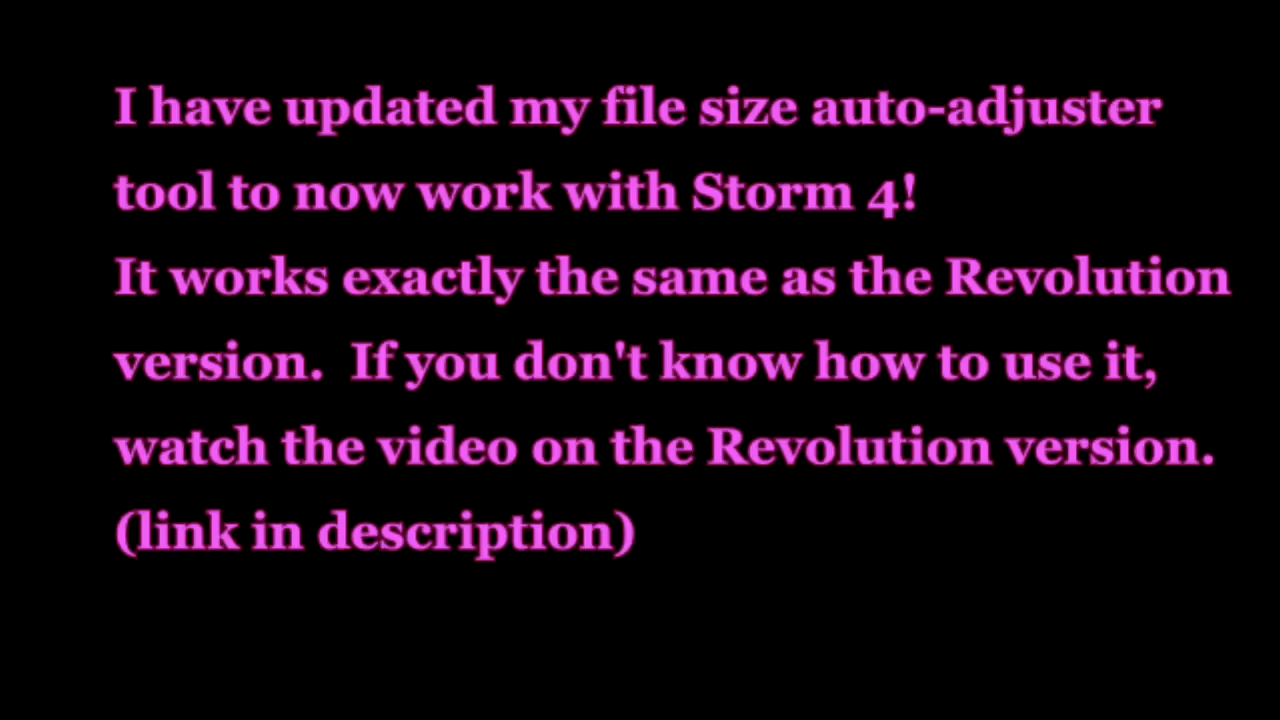 I have updated my file size auto-adjuster
tool to now work with Storm 4!
It works exactly the same as the Revolution
version.  If you don't know how to use it,
watch the video on the Revolution version.
(link in description)